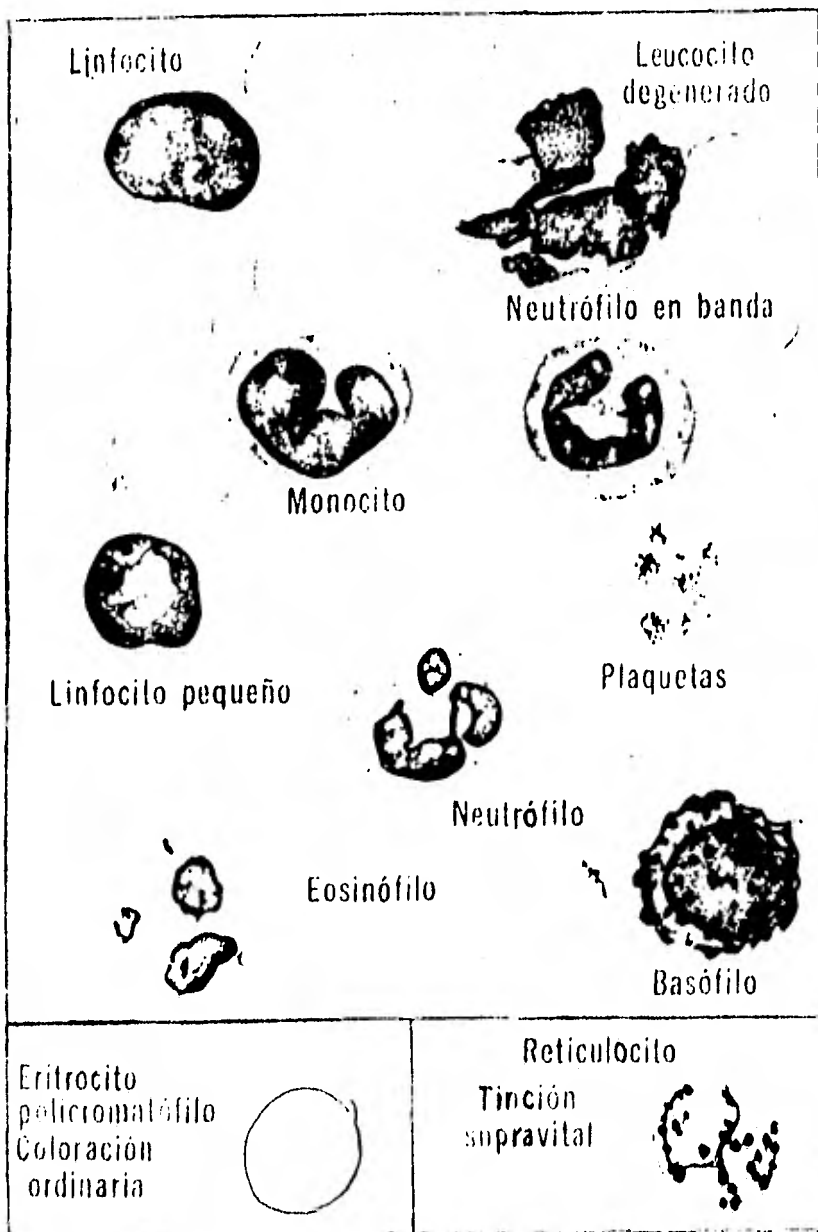 Linfocito
Leucocito
degenerado
Neutrófilo en banda
Monocito
Linfocito pequeño
Plaquetas
Neutrófilo
Eosinófilo
Basófilo
Eritrocito
policromatófilo
Coloración
ordinaria
Reticulocito
Tinción
supravital